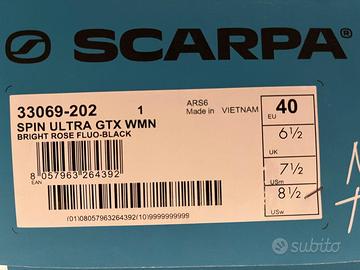 SCARPA®
33069-202 1
ARS6
Made in VIETNAM
SPIN ULTRA GTX WMN
BRIGHT ROSE FLUO-BLACK
8 057963 264392
EAN
(01)08057963264392(10)9999999999
40
EU
6½
UK
7½
USm
8½
USw
subito